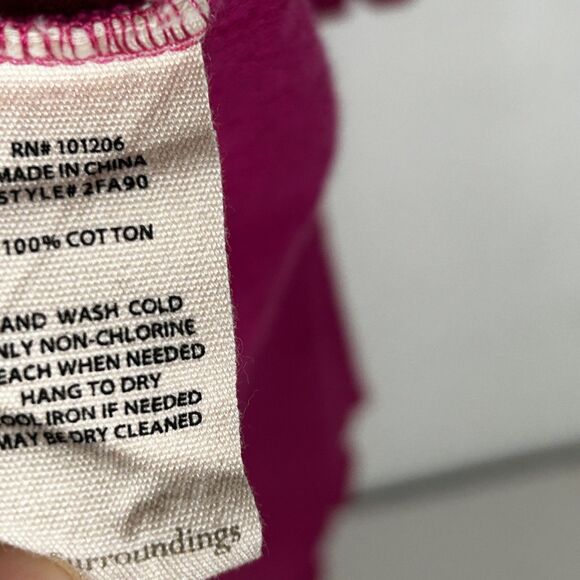 RN# 101206
MADE IN CHINA
STYLE# 2FA90
100% COTTON
AND WASH COLD
NLY NON-CHLORINE
EACH WHEN NEEDED
HANG TO DRY
OOL IRON IF NEEDED
MAY BE DRY CLEANED
urroundings